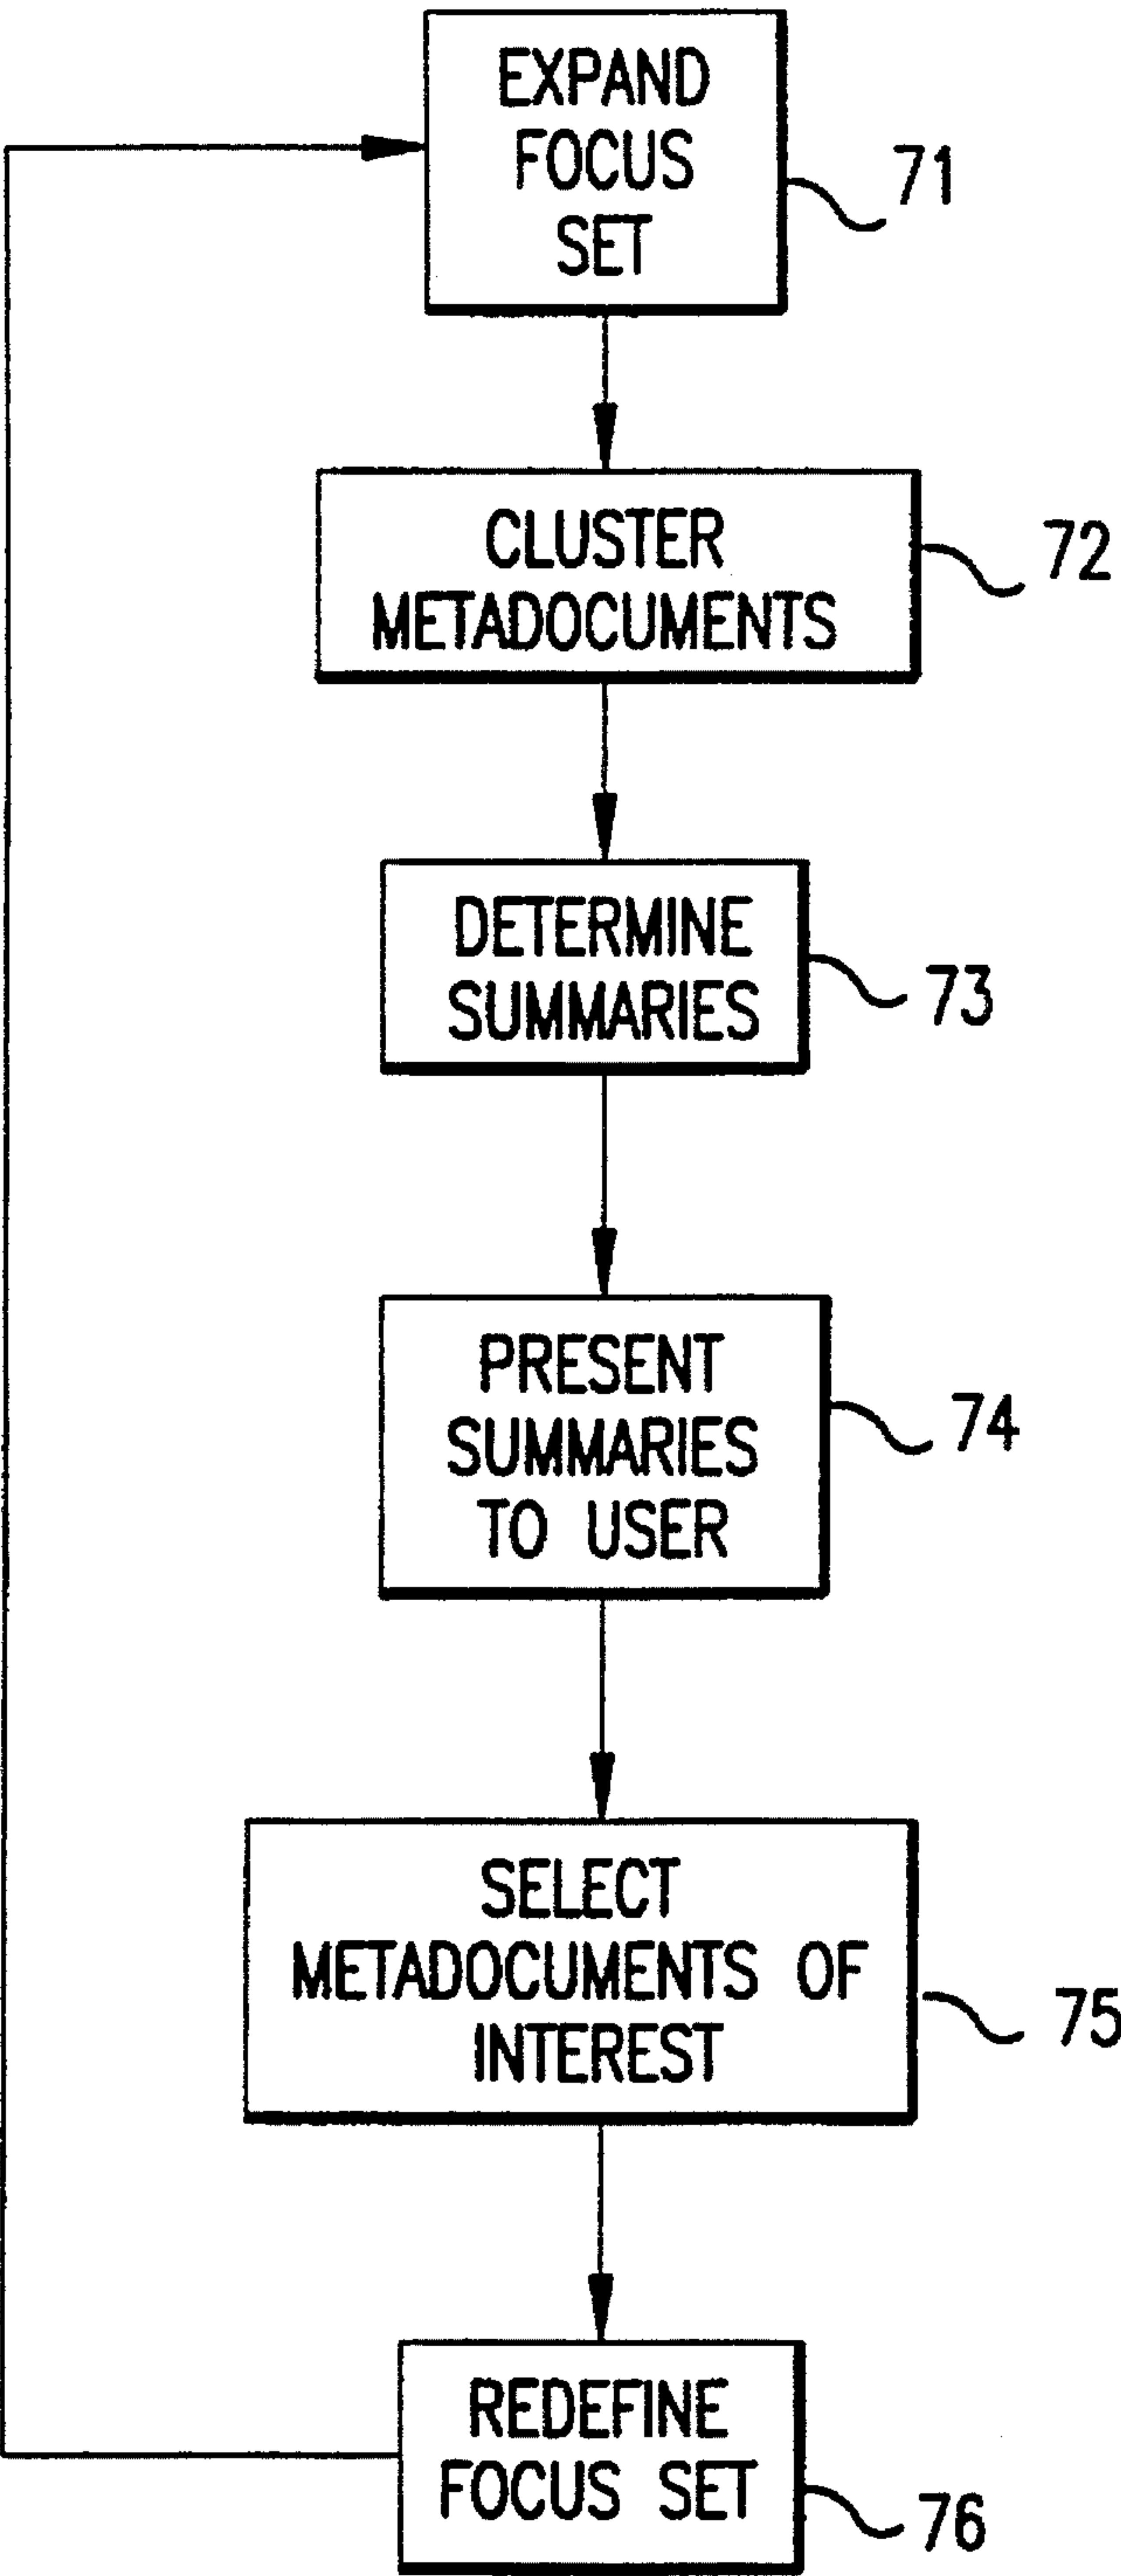 EXPAND
FOCUS
SET
71
CLUSTER
METADOCUMENTS
72
DETERMINE
SUMMARIES
73
PRESENT
SUMMARIES
TO USER
74
SELECT
METADOCUMENTS OF
INTEREST
75
REDEFINE
FOCUS SET
76